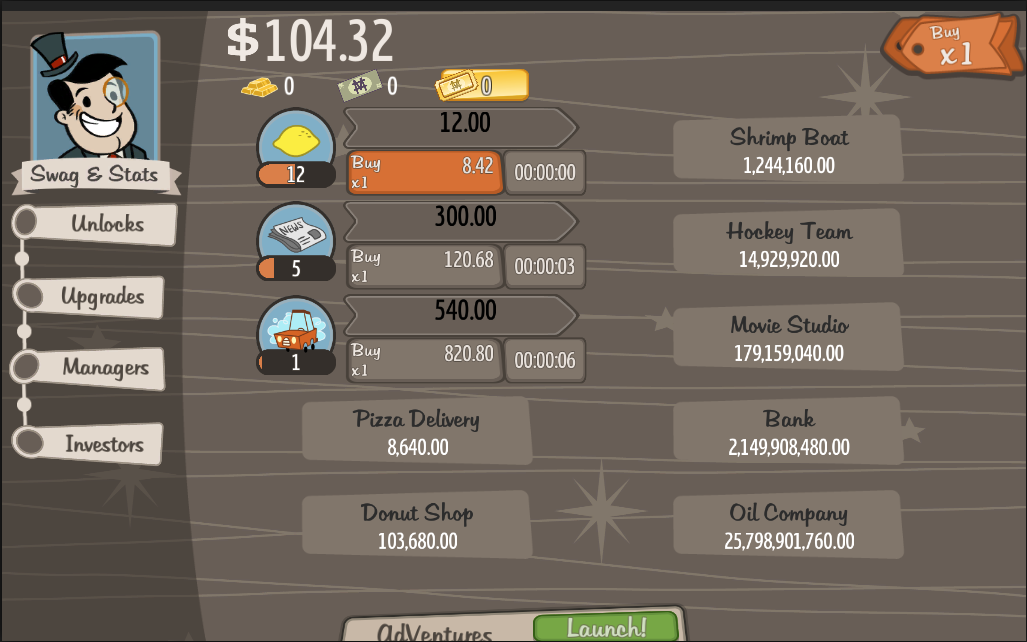 $104.32
Buy
x1
0
0
0
Swag & Stats
Unlocks
Upgrades
Managers
Investors
12.00
12
Buy
x1
8.42
00:00:00
NEWS
300.00
5
Buy
x1
120.68
00:00:03
540.00
1
Buy
x1
820.80
00:00:06
Pizza Delivery
8,640.00
Donut Shop
103,680.00
Shrimp Boat
1,244,160.00
Hockey Team
14,929,920.00
Movie Studio
179,159,040.00
Bank
2,149,908,480.00
Oil Company
25,798,901,760.00
AdVentures
Launch!